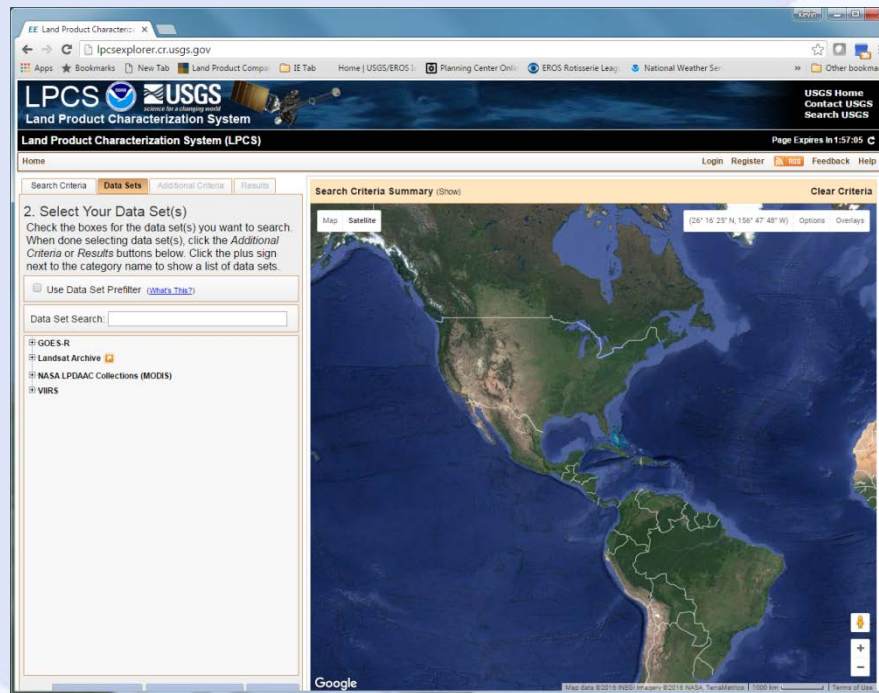 Kevin
EE Land Product Characteriz
lpcsexplorer.cr.usgs.gov
Apps Bookmarks New Tab Land Product Compa IE Tab Home | USGS/EROS I Planning Center Onli EROS Rotisserie Leag National Weather Ser » Other bookma
LPCS NOAA USGS
science for a changing world
Land Product Characterization System
USGS Home
Contact USGS
Search USGS
Land Product Characterization System (LPCS)
Page Expires In 1:57:05
Home
Login Register RSS Feedback Help
Search Criteria Data Sets Additional Criteria Results
Search Criteria Summary (Show)
Clear Criteria
2. Select Your Data Set(s)
Check the boxes for the data set(s) you want to search.
When done selecting data set(s), click the Additional
Criteria or Results buttons below. Click the plus sign
next to the category name to show a list of data sets.
Use Data Set Prefilter (What's This?)
Data Set Search:
GOES-R
Landsat Archive
NASA LPDAAC Collections (MODIS)
VIIRS
Map Satellite
(26° 16' 25" N, 156° 47' 48" W) Options Overlays
Google
Map data ©2016 INEGI Imagery ©2016 NASA, TerraMetrics 1000 km Terms of Use